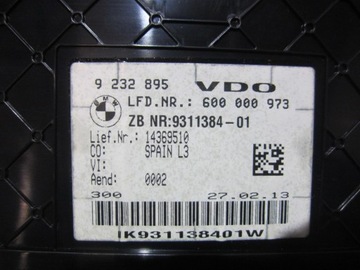 9 232 895 VDO
BMW
LFD.NR.: 600 000 973
ZB NR:9311384-01
Lief.Nr.: 14369510
CO: SPAIN L3
VI:
Aend: 0002
300 27.02.13
IK931138401W